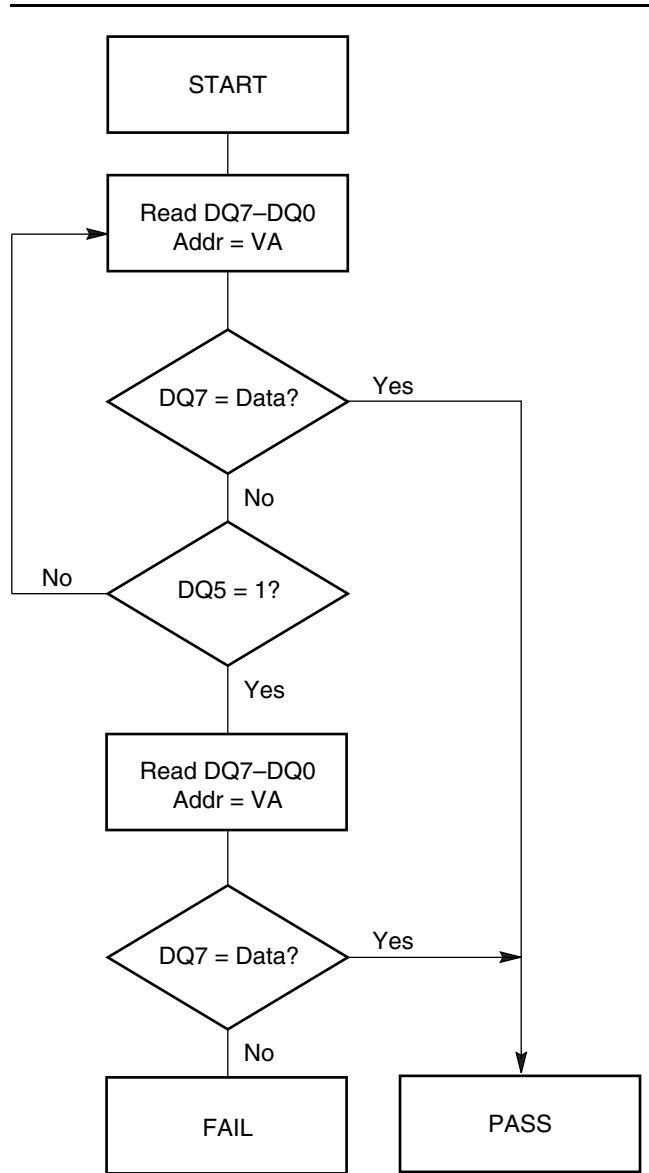 START
Read DQ7–DQ0
Addr = VA
DQ7 = Data?
Yes
No
No
DQ5 = 1?
Yes
Read DQ7–DQ0
Addr = VA
DQ7 = Data?
Yes
No
FAIL
PASS